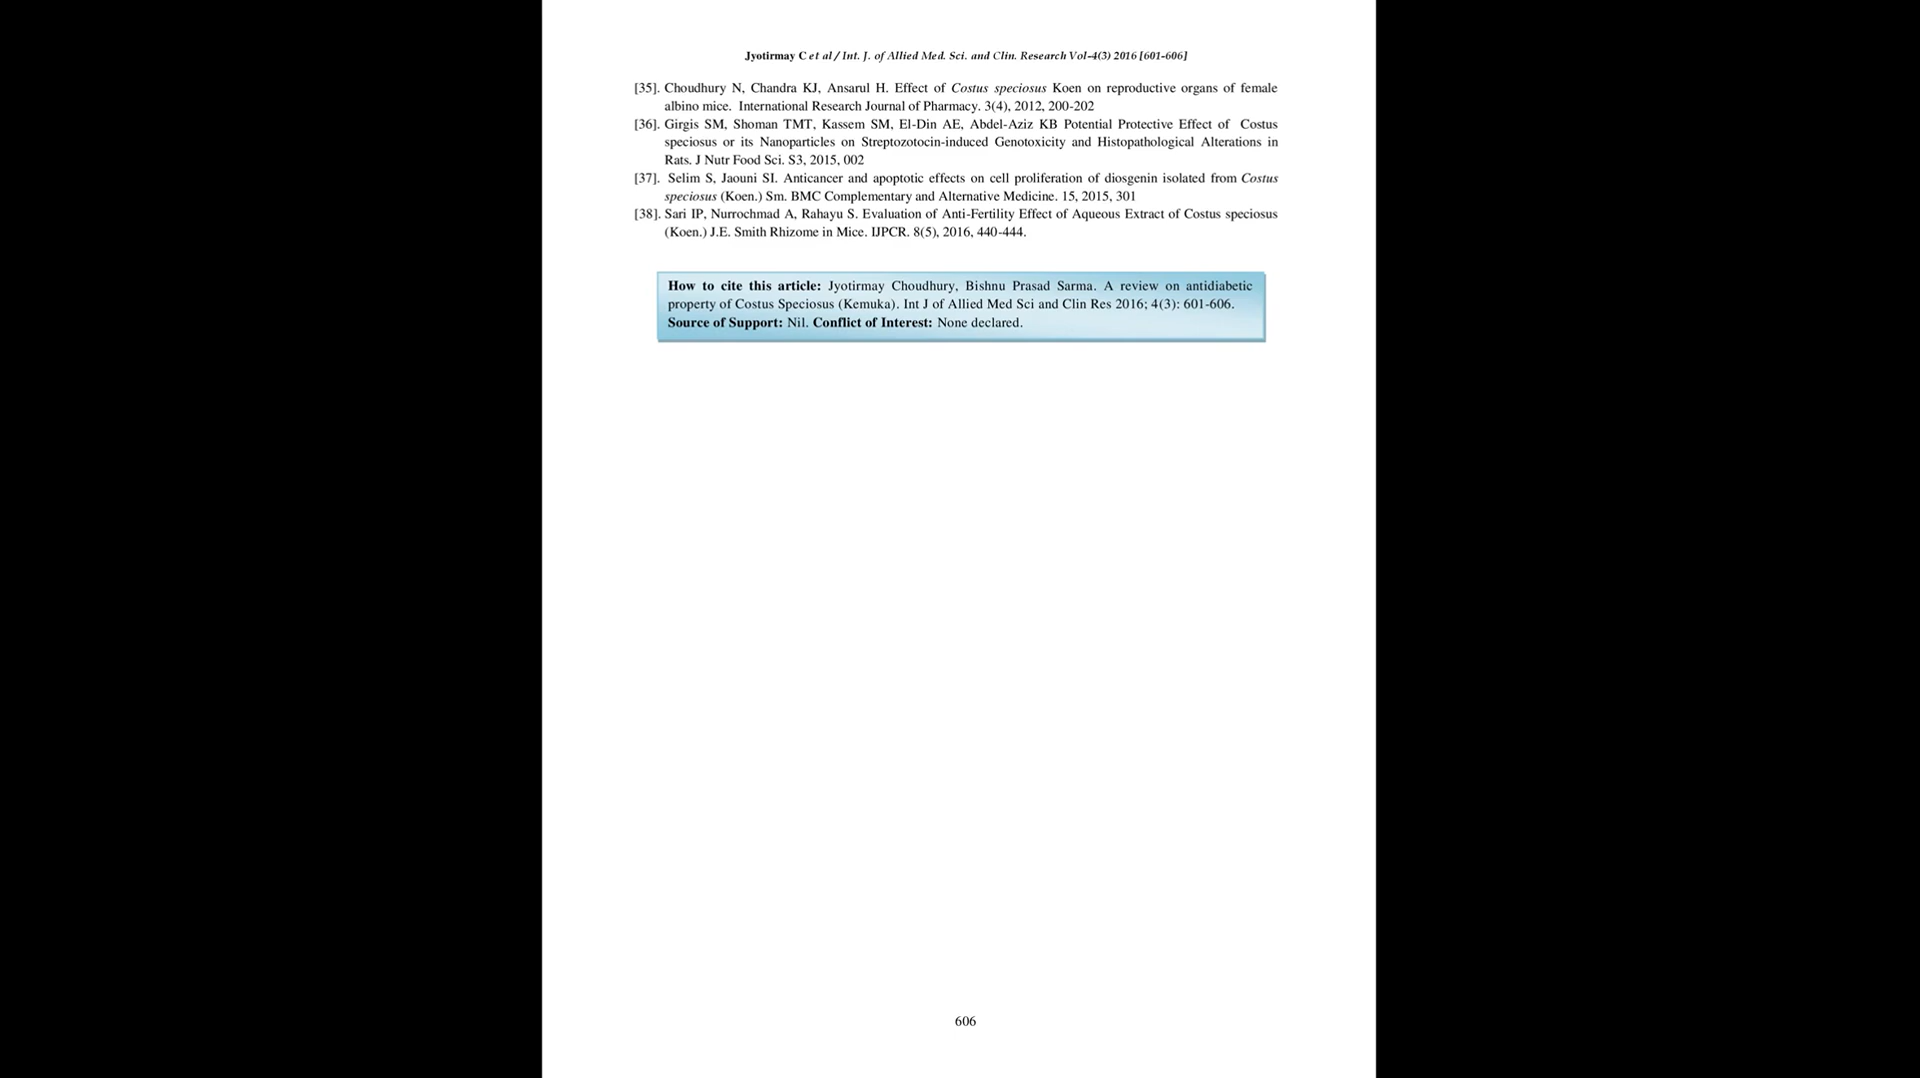 Jyotirmay C et al / Int. J. of Allied Med. Sci. and Clin. Research Vol-4(3) 2016 [601-606]
[35]. Choudhury N, Chandra KJ, Ansarul H. Effect of Costus speciosus Koen on reproductive organs of female
albino mice. International Research Journal of Pharmacy. 3(4), 2012, 200-202
[36]. Girgis SM, Shoman TMT, Kassem SM, El-Din AE, Abdel-Aziz KB Potential Protective Effect of Costus
speciosus or its Nanoparticles on Streptozotocin-induced Genotoxicity and Histopathological Alterations in
Rats. J Nutr Food Sci. S3, 2015, 002
[37]. Selim S, Jaouni SI. Anticancer and apoptotic effects on cell proliferation of diosgenin isolated from Costus
speciosus (Koen.) Sm. BMC Complementary and Alternative Medicine. 15, 2015, 301
[38]. Sari IP, Nurrochmad A, Rahayu S. Evaluation of Anti-Fertility Effect of Aqueous Extract of Costus speciosus
(Koen.) J.E. Smith Rhizome in Mice. IJPCR. 8(5), 2016, 440-444.
How to cite this article: Jyotirmay Choudhury, Bishnu Prasad Sarma. A review on antidiabetic
property of Costus Speciosus (Kemuka). Int J of Allied Med Sci and Clin Res 2016; 4(3): 601-606.
Source of Support: Nil. Conflict of Interest: None declared.
606